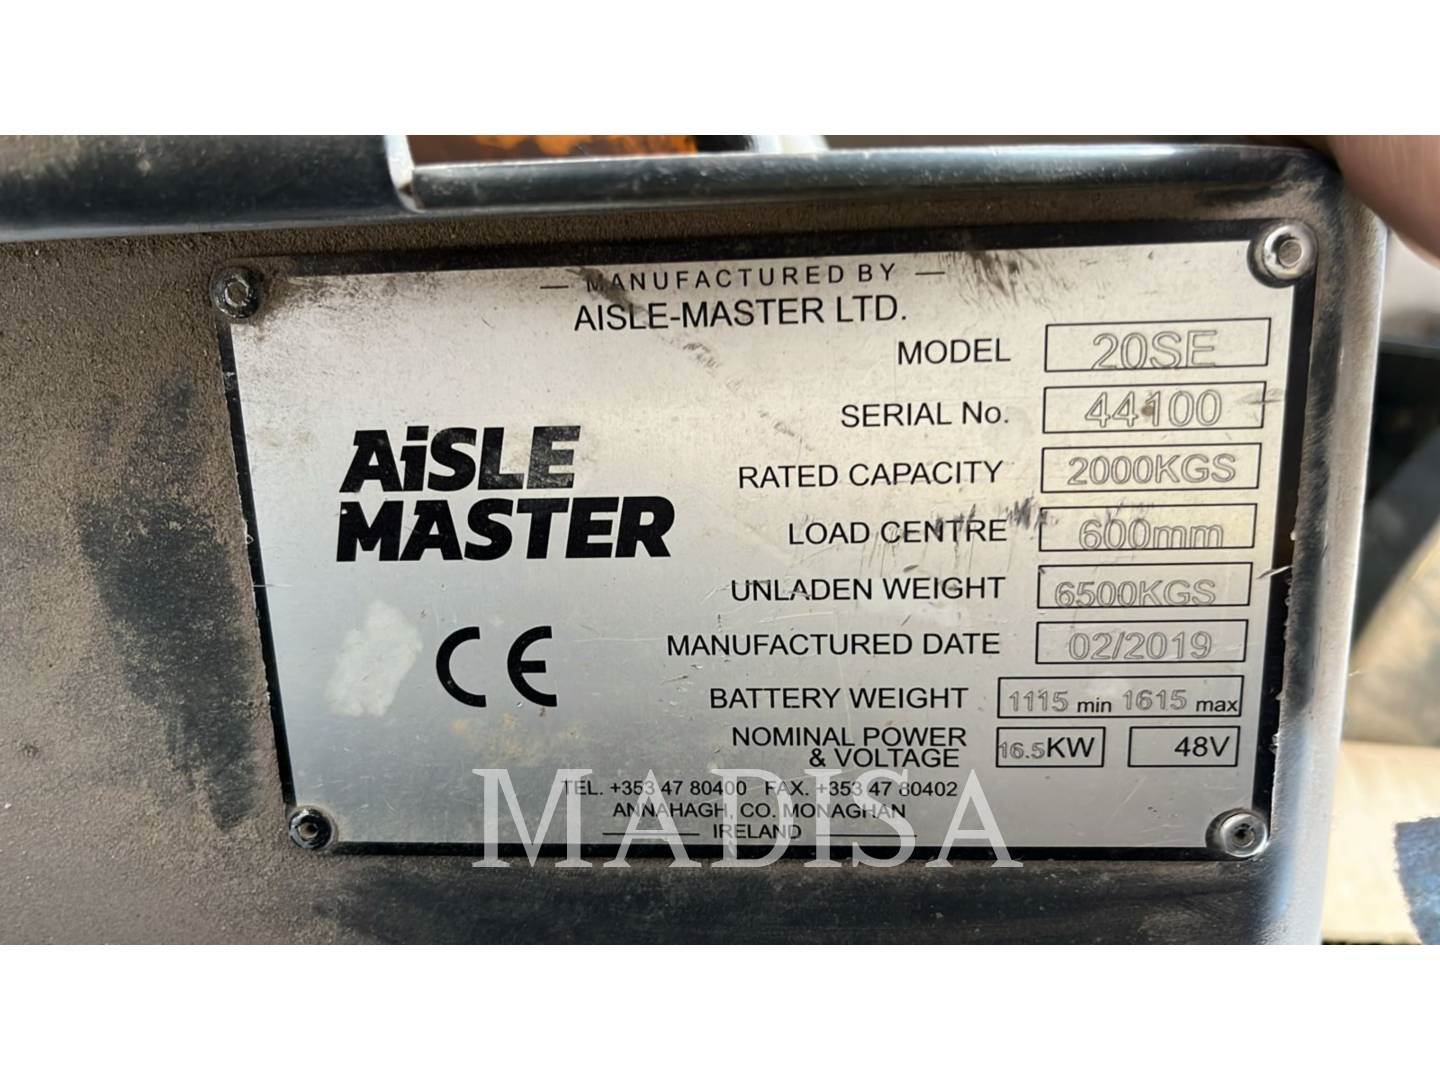 — MANUFACTURED BY —
AISLE-MASTER LTD.
MODEL 20SE
SERIAL No. 44100
RATED CAPACITY 2000KGS
LOAD CENTRE 600mm
UNLADEN WEIGHT 6500KGS
MANUFACTURED DATE 02/2019
BATTERY WEIGHT 1115 min 1615 max
NOMINAL POWER
& VOLTAGE 16.5KW 48V
AiSLE
MASTER
CE
TEL. +353 47 80400 FAX. +353 47 80402
ANNAHAGH, CO. MONAGHAN
IRELAND
MADISA